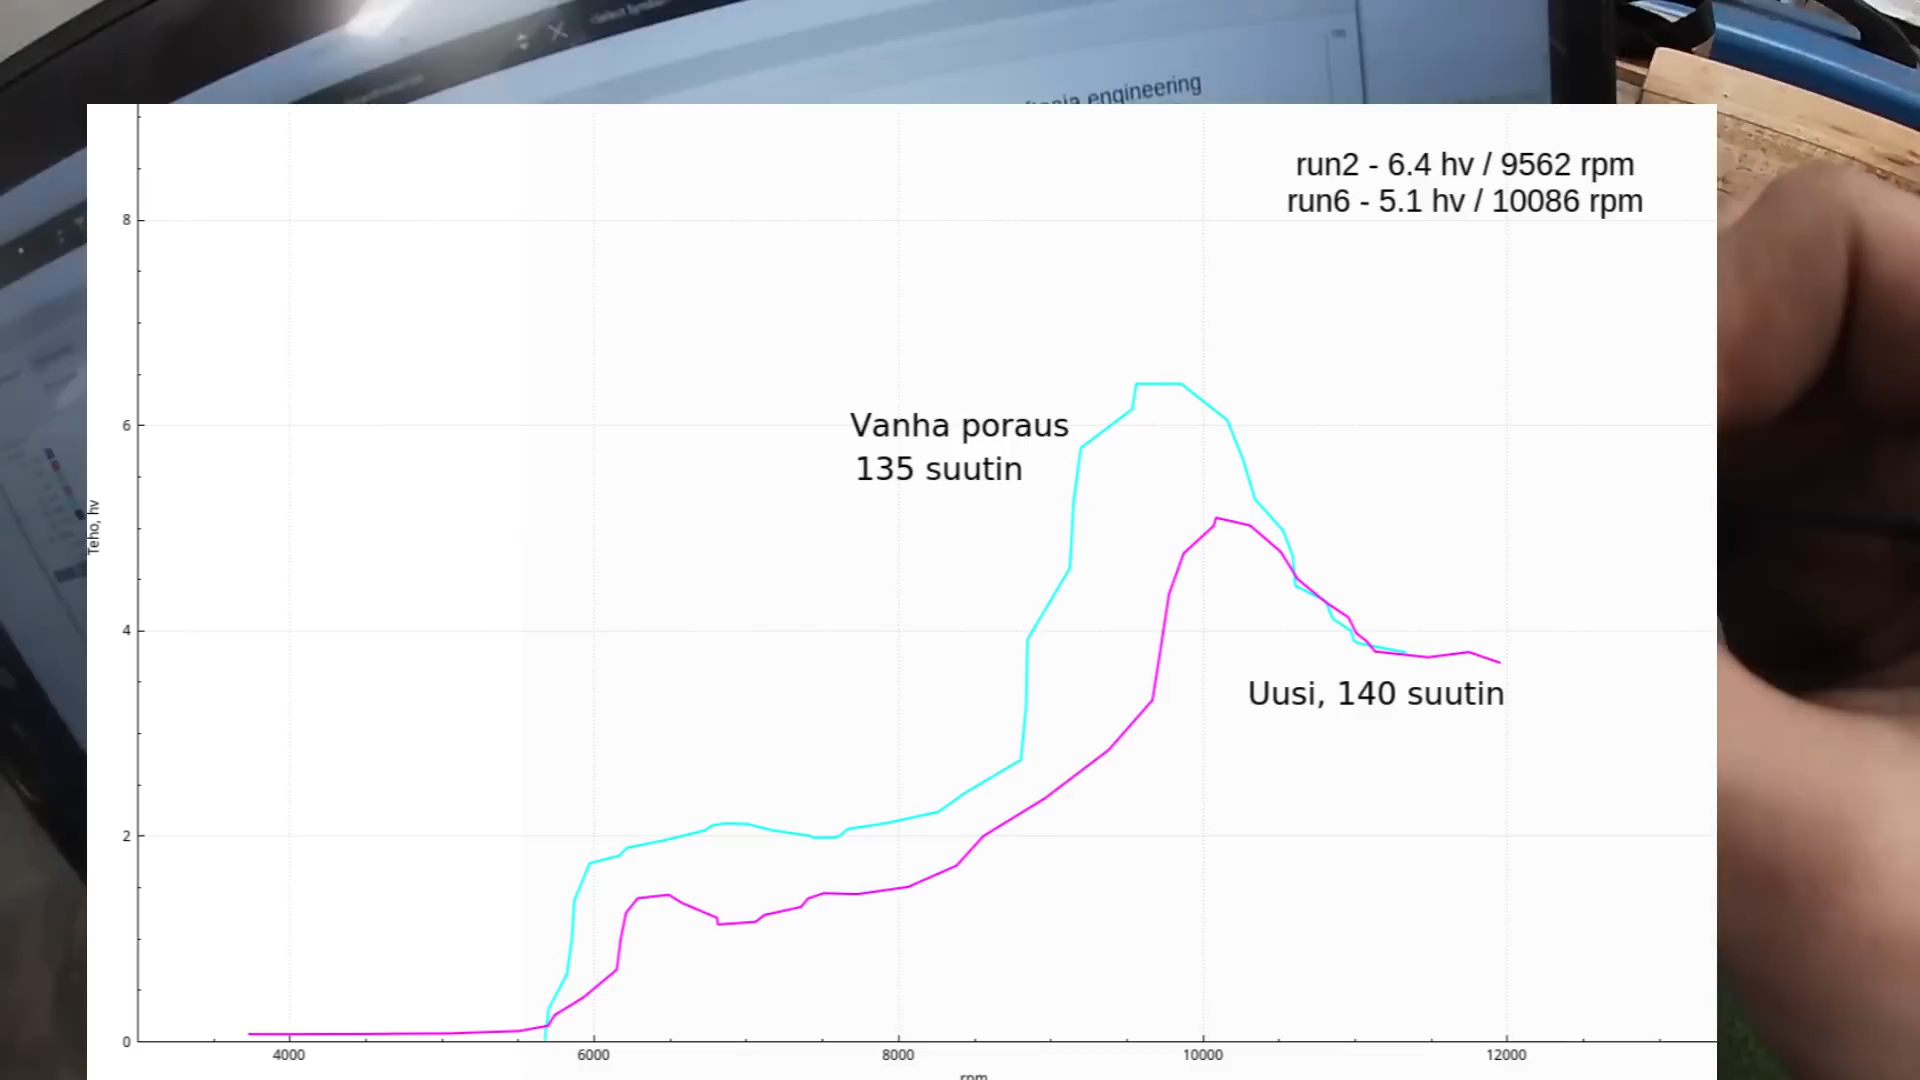 engineering
run2 - 6.4 hv / 9562 rpm
run6 - 5.1 hv / 10086 rpm
8
6
4
2
0
Teho, hv
Vanha poraus
135 suutin
Uusi, 140 suutin
4000
6000
8000
10000
12000
rpm